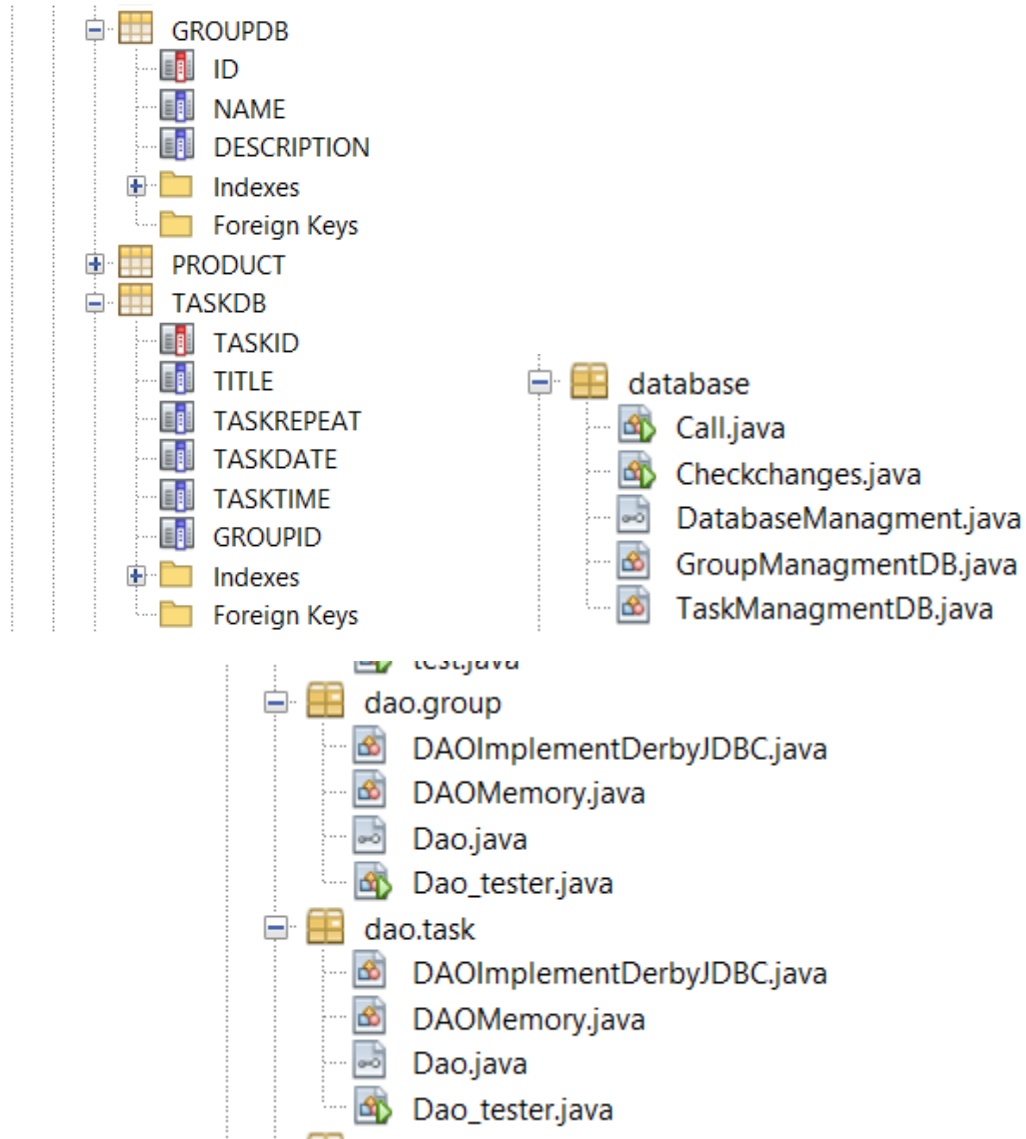 GROUPDB
ID
NAME
DESCRIPTION
Indexes
Foreign Keys
PRODUCT
TASKDB
TASKID
TITLE
TASKREPEAT
TASKDATE
TASKTIME
GROUPID
Indexes
Foreign Keys
database
Call.java
Checkchanges.java
DatabaseManagment.java
GroupManagmentDB.java
TaskManagmentDB.java
test.java
dao.group
DAOImplementDerbyJDBC.java
DAOMemory.java
Dao.java
Dao_tester.java
dao.task
DAOImplementDerbyJDBC.java
DAOMemory.java
Dao.java
Dao_tester.java